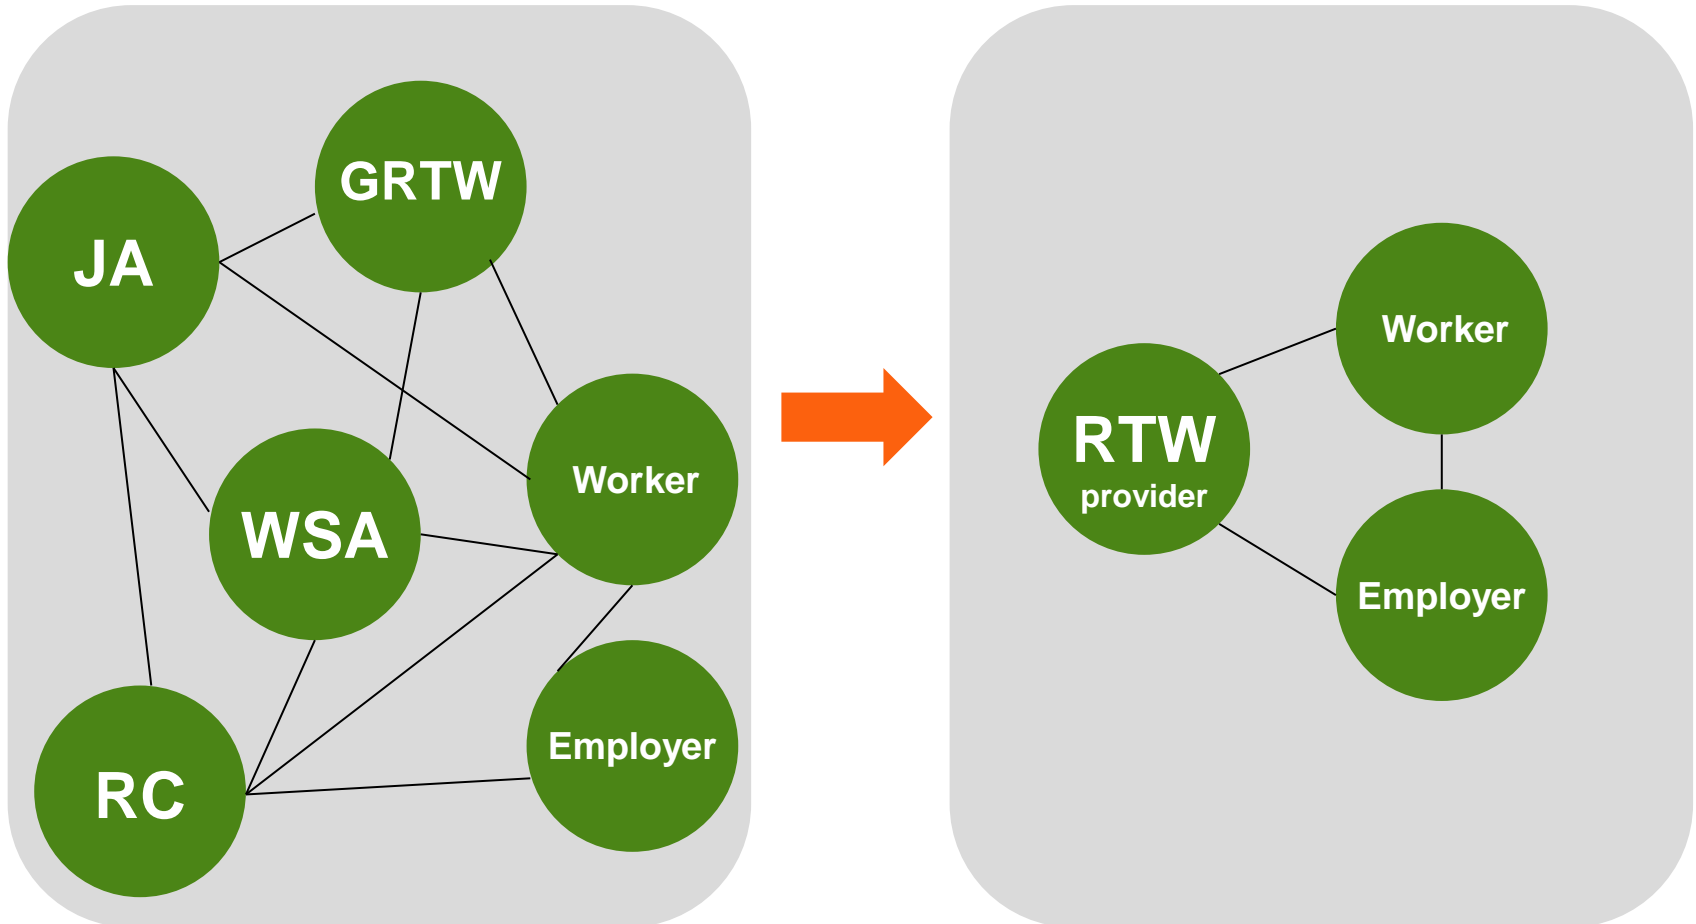 GRTW
JA
Worker
WSA
Employer
RC
Worker
RTW
provider
Employer